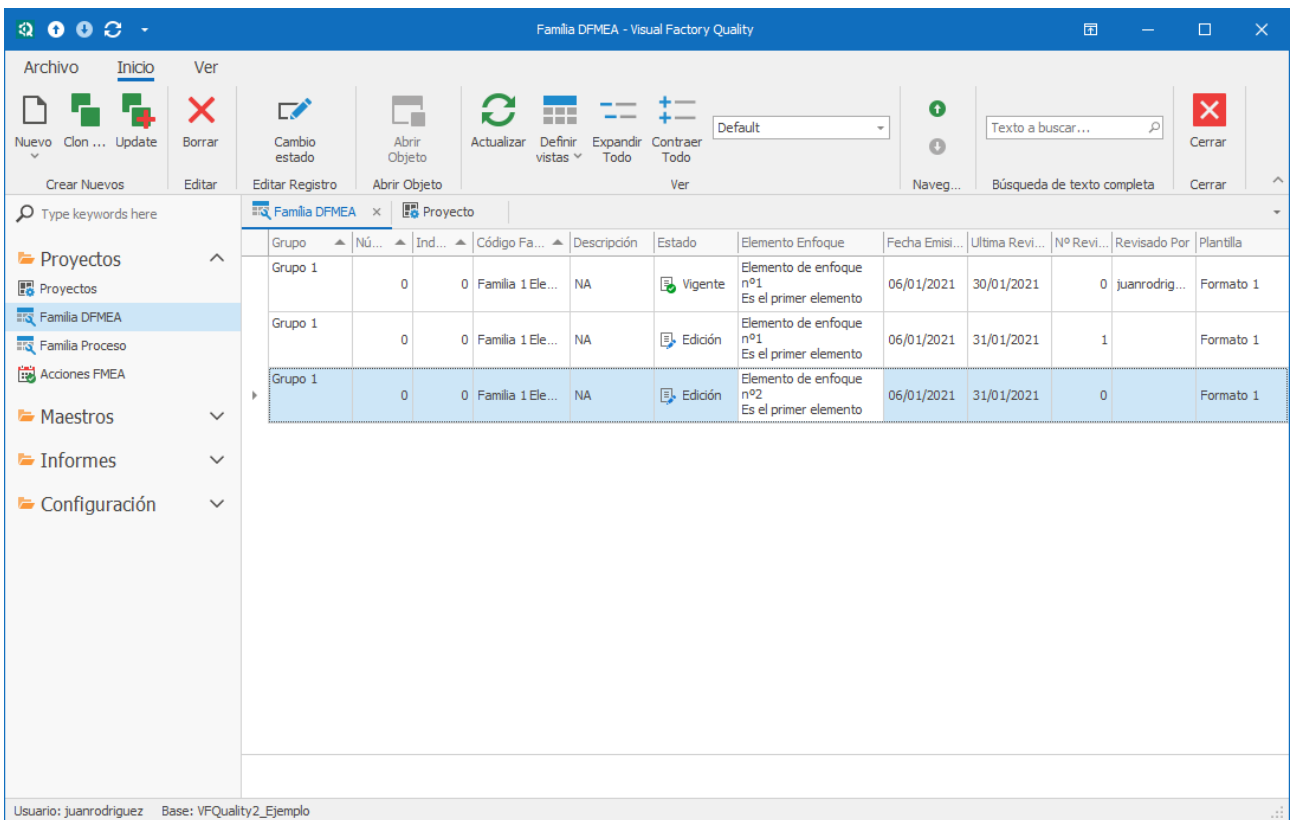 Família DFMEA - Visual Factory Quality
Archivo Inicio Ver
Nuevo Clon ... Update Borrar Cambio estado Abrir Objeto Actualizar Definir vistas Expandir Todo Contraer Todo Default Texto a buscar... Cerrar
Crear Nuevos Editar Editar Registro Abrir Objeto Ver Naveg... Búsqueda de texto completa Cerrar
Type keywords here
Proyectos
Proyectos
Familia DFMEA
Familia Proceso
Acciones FMEA
Maestros
Informes
Configuración
Família DFMEA Proyecto
Grupo Nú... Ind... Código Fa... Descripción Estado Elemento Enfoque Fecha Emisi... Ultima Revi... Nº Revi... Revisado Por Plantilla
Grupo 1 0 0 Familia 1 Ele... NA Vigente Elemento de enfoque nº1 Es el primer elemento 06/01/2021 30/01/2021 0 juanrodrig... Formato 1
Grupo 1 0 0 Familia 1 Ele... NA Edición Elemento de enfoque nº1 Es el primer elemento 06/01/2021 31/01/2021 1 Formato 1
Grupo 1 0 0 Familia 1 Ele... NA Edición Elemento de enfoque nº2 Es el primer elemento 06/01/2021 31/01/2021 0 Formato 1
Usuario: juanrodriguez Base: VFQuality2_Ejemplo